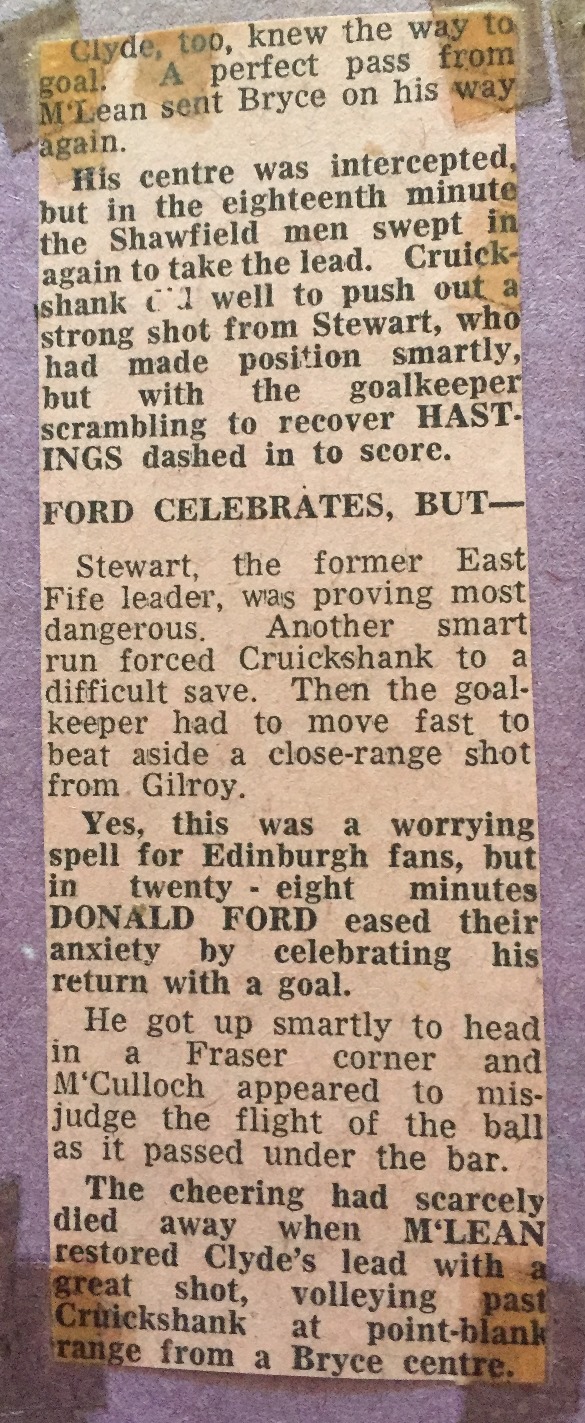 Clyde, too, knew the way to
goal. A perfect pass from
M‘Lean sent Bryce on his way
again.
His centre was intercepted,
but in the eighteenth minute
the Shawfield men swept in
again to take the lead. Cruick-
shank well to push out a
strong shot from Stewart, who
had made position smartly,
but with the goalkeeper
scrambling to recover HAST-
INGS dashed in to score.
FORD CELEBRATES, BUT—
Stewart, the former East
Fife leader, was proving most
dangerous. Another smart
run forced Cruickshank to a
difficult save. Then the goal-
keeper had to move fast to
beat aside a close-range shot
from Gilroy.
Yes, this was a worrying
spell for Edinburgh fans, but
in twenty - eight minutes
DONALD FORD eased their
anxiety by celebrating his
return with a goal.
He got up smartly to head
in a Fraser corner and
M‘Culloch appeared to mis-
judge the flight of the ball
as it passed under the bar.
The cheering had scarcely
died away when M‘LEAN
restored Clyde's lead with a
great shot, volleying past
Cruickshank at point-blank
range from a Bryce centre.